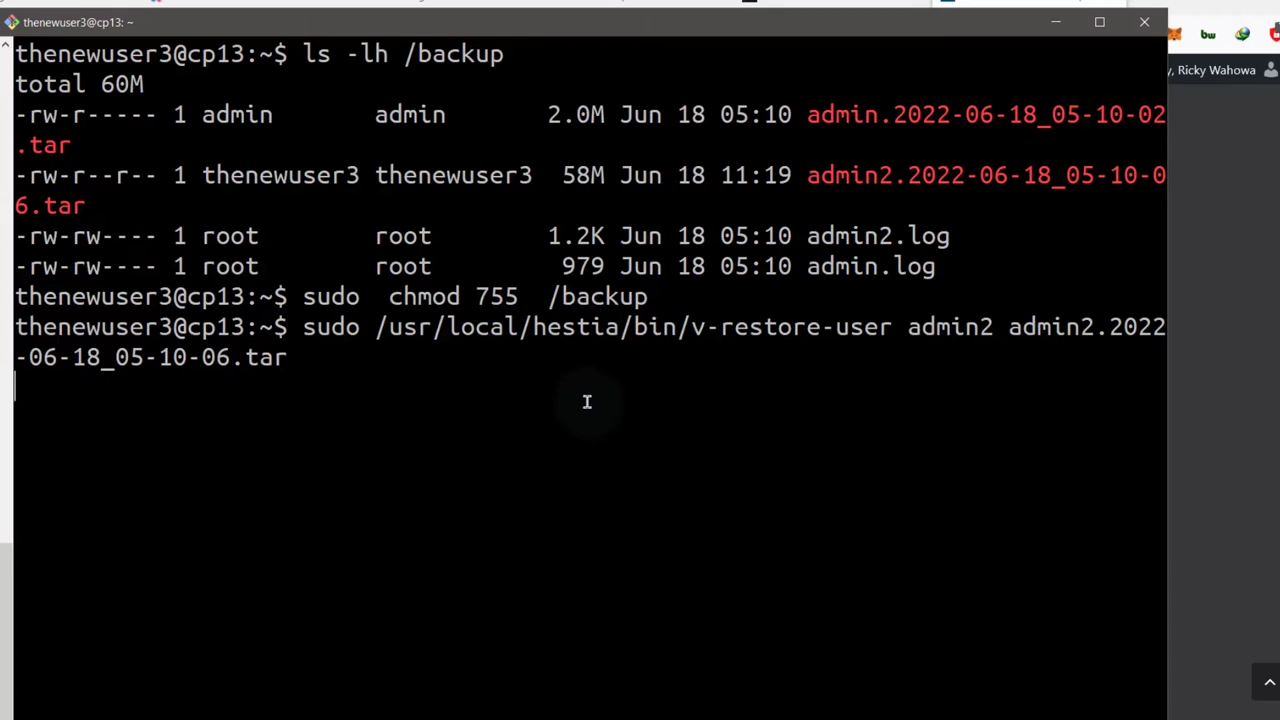 thenewuser3@cp13: ~
thenewuser3@cp13:~$ ls -lh /backup
total 60M
-rw-r----- 1 admin       admin       2.0M Jun 18 05:10 admin.2022-06-18_05-10-02
.tar
-rw-r--r-- 1 thenewuser3 thenewuser3  58M Jun 18 11:19 admin2.2022-06-18_05-10-0
6.tar
-rw-rw---- 1 root        root        1.2K Jun 18 05:10 admin2.log
-rw-rw---- 1 root        root         979 Jun 18 05:10 admin.log
thenewuser3@cp13:~$ sudo  chmod 755  /backup
thenewuser3@cp13:~$ sudo /usr/local/hestia/bin/v-restore-user admin2 admin2.2022
-06-18_05-10-06.tar
bw
, Ricky Wahowa